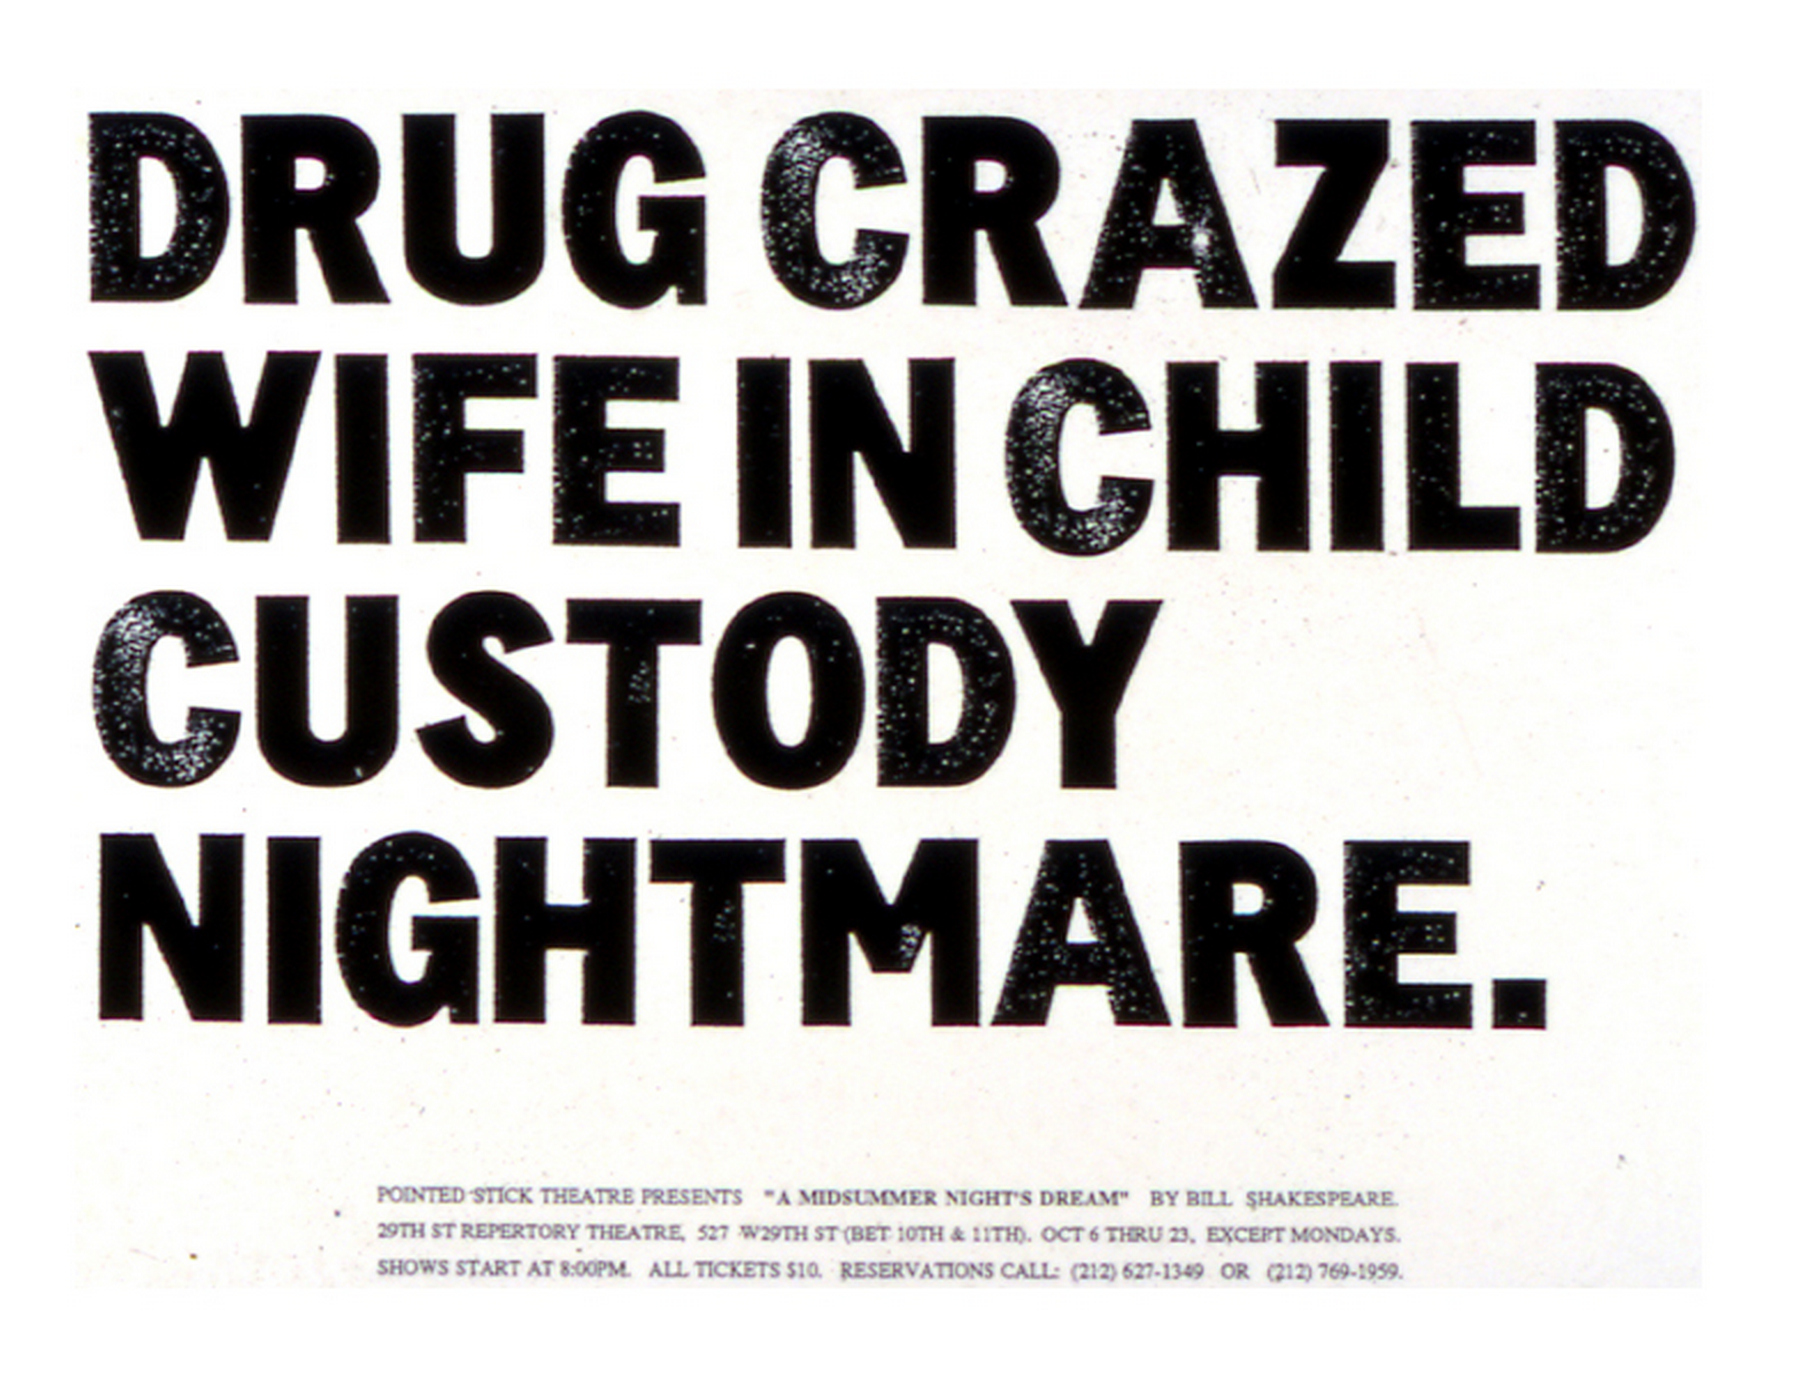 DRUG CRAZED
WIFE IN CHILD
CUSTODY
NIGHTMARE.
POINTED STICK THEATRE PRESENTS "A MIDSUMMER NIGHT'S DREAM" BY BILL SHAKESPEARE.
29TH ST REPERTORY THEATRE, 527 W29TH ST (BET 10TH & 11TH). OCT 6 THRU 23, EXCEPT MONDAYS.
SHOWS START AT 8:00PM. ALL TICKETS $10. RESERVATIONS CALL: (212) 627-1349 OR (212) 769-1959.